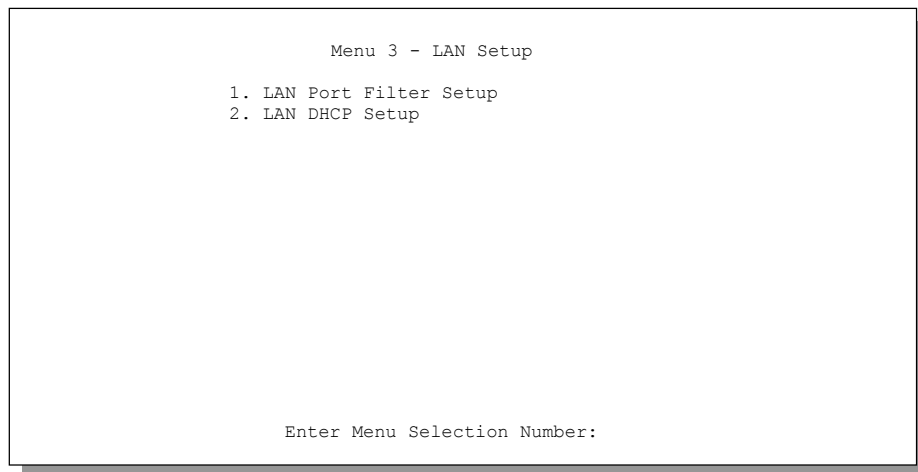 Menu 3 - LAN Setup
1. LAN Port Filter Setup
2. LAN DHCP Setup
Enter Menu Selection Number: